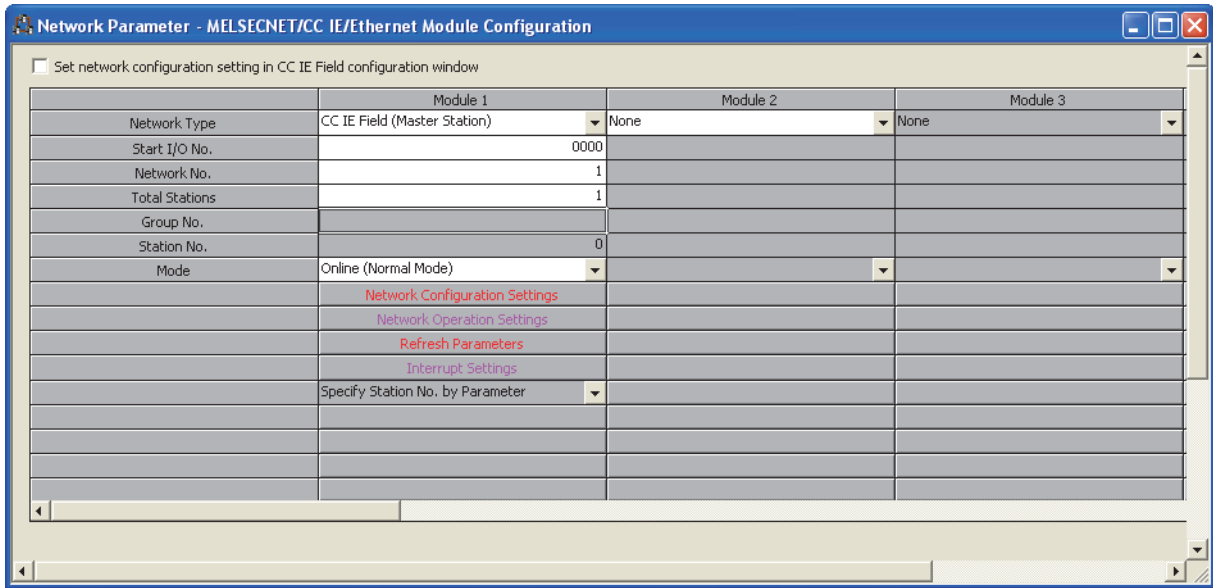 Network Parameter - MELSECNET/CC IE/Ethernet Module Configuration
Set network configuration setting in CC IE Field configuration window
Module 1 Module 2 Module 3
Network Type CC IE Field (Master Station) None None
Start I/O No. 0000
Network No. 1
Total Stations 1
Group No.
Station No. 0
Mode Online (Normal Mode)
Network Configuration Settings
Network Operation Settings
Refresh Parameters
Interrupt Settings
Specify Station No. by Parameter